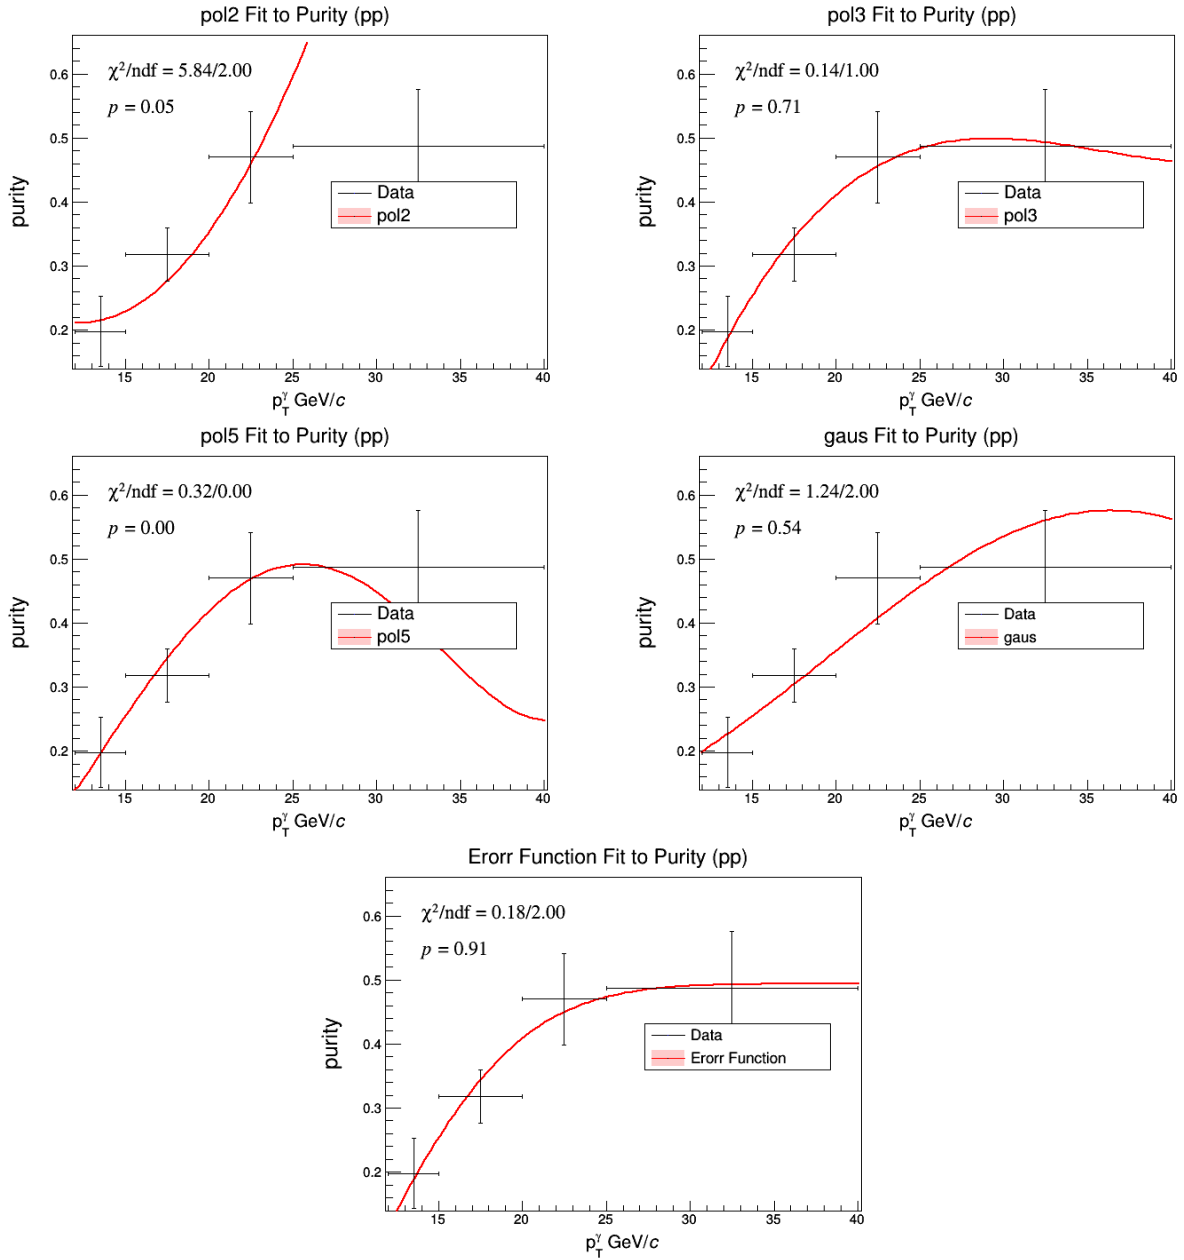 pol2 Fit to Purity (pp)
χ²/ndf = 5.84/2.00
p = 0.05
Data
pol2
purity
0.6
0.5
0.4
0.3
0.2
15 20 25 30 35 40
p_T^γ GeV/c
pol3 Fit to Purity (pp)
χ²/ndf = 0.14/1.00
p = 0.71
Data
pol3
purity
0.6
0.5
0.4
0.3
0.2
15 20 25 30 35 40
p_T^γ GeV/c
pol5 Fit to Purity (pp)
χ²/ndf = 0.32/0.00
p = 0.00
Data
pol5
purity
0.6
0.5
0.4
0.3
0.2
15 20 25 30 35 40
p_T^γ GeV/c
gaus Fit to Purity (pp)
χ²/ndf = 1.24/2.00
p = 0.54
Data
gaus
purity
0.6
0.5
0.4
0.3
0.2
15 20 25 30 35 40
p_T^γ GeV/c
Erorr Function Fit to Purity (pp)
χ²/ndf = 0.18/2.00
p = 0.91
Data
Erorr Function
purity
0.6
0.5
0.4
0.3
0.2
15 20 25 30 35 40
p_T^γ GeV/c